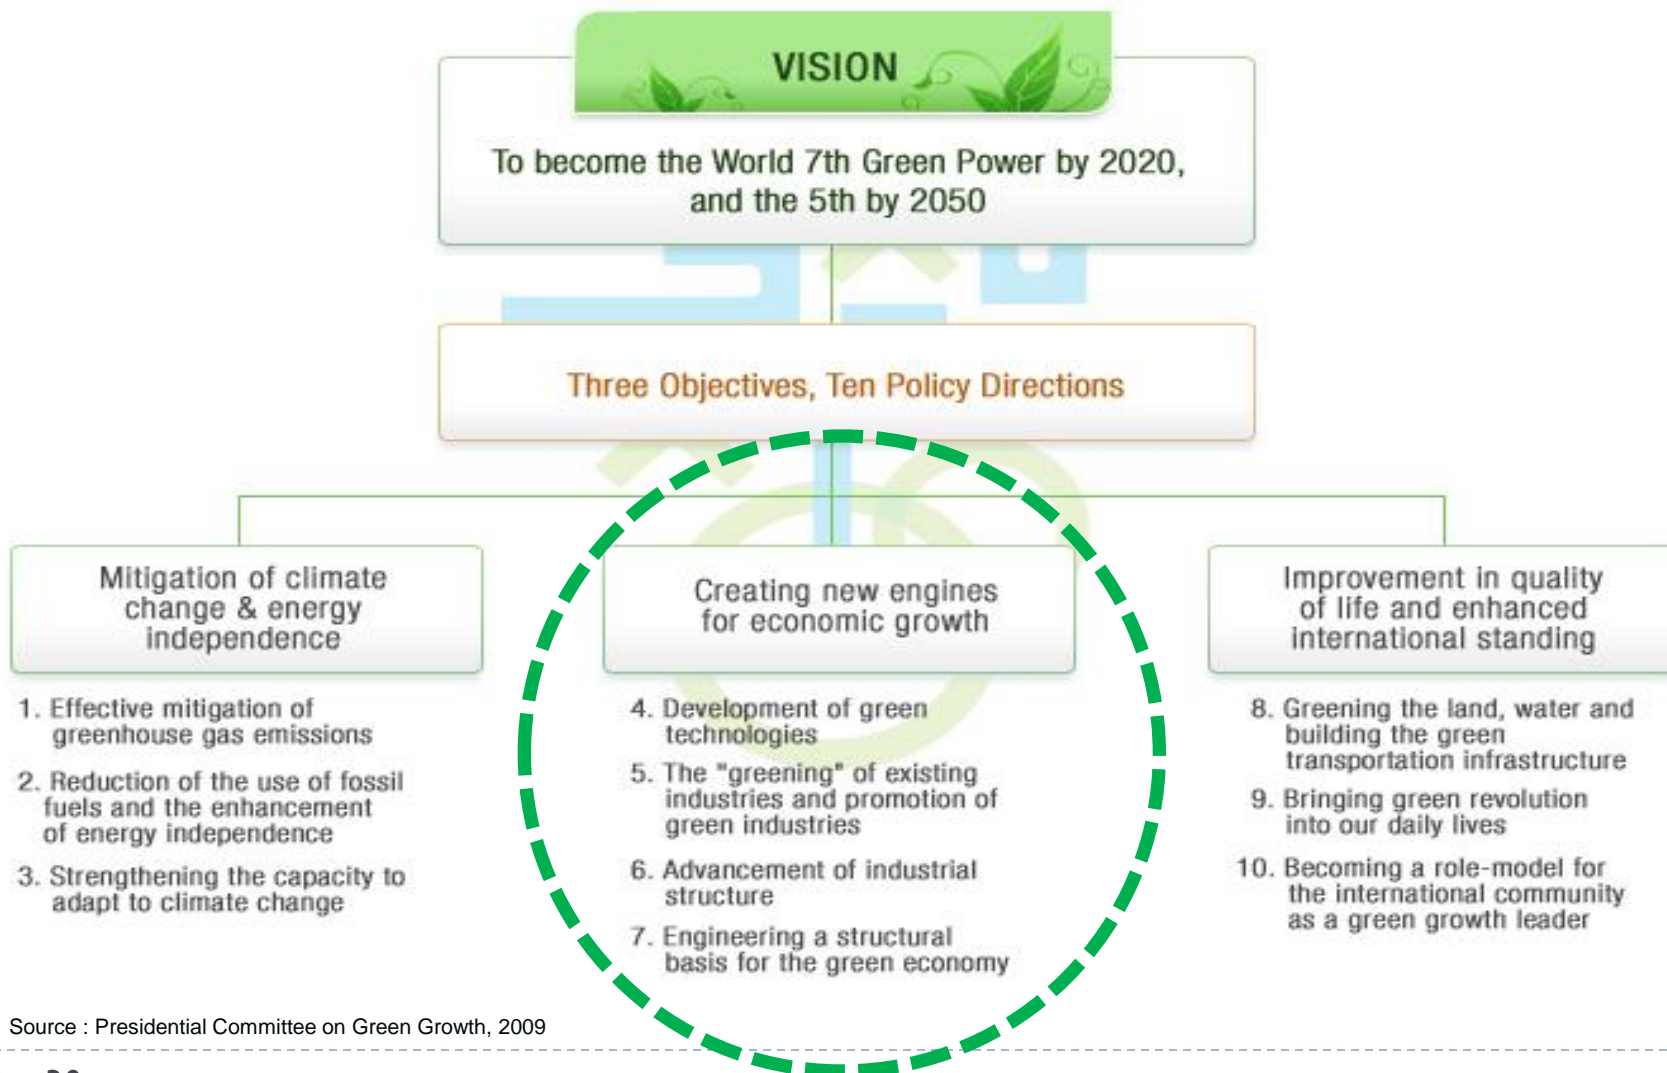 VISION
To become the World 7th Green Power by 2020,
and the 5th by 2050
Three Objectives, Ten Policy Directions
Mitigation of climate
change & energy
independence
1. Effective mitigation of
greenhouse gas emissions
2. Reduction of the use of fossil
fuels and the enhancement
of energy independence
3. Strengthening the capacity to
adapt to climate change
Creating new engines
for economic growth
4. Development of green
technologies
5. The "greening" of existing
industries and promotion of
green industries
6. Advancement of industrial
structure
7. Engineering a structural
basis for the green economy
Improvement in quality
of life and enhanced
international standing
8. Greening the land, water and
building the green
transportation infrastructure
9. Bringing green revolution
into our daily lives
10. Becoming a role-model for
the international community
as a green growth leader
Source : Presidential Committee on Green Growth, 2009